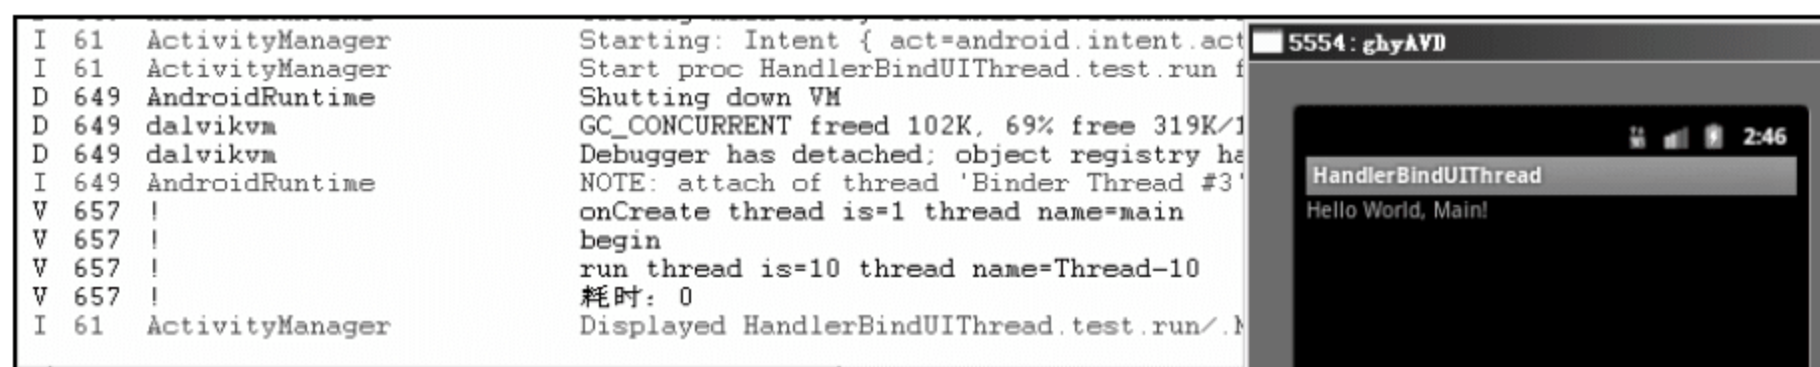 I 61 ActivityManager Starting: Intent { act=android.intent.act
I 61 ActivityManager Start proc HandlerBindUIThread.test.run f
D 649 AndroidRuntime Shutting down VM
D 649 dalvikvm GC_CONCURRENT freed 102K, 69% free 319K/1
D 649 dalvikvm Debugger has detached; object registry ha
I 649 AndroidRuntime NOTE: attach of thread 'Binder Thread #3'
V 657 ! onCreate thread is=1 thread name=main
V 657 ! begin
V 657 ! run thread is=10 thread name=Thread-10
V 657 ! 耗时: 0
I 61 ActivityManager Displayed HandlerBindUIThread.test.run/.M
5554:ghyAVD
2:46
HandlerBindUIThread
Hello World, Main!